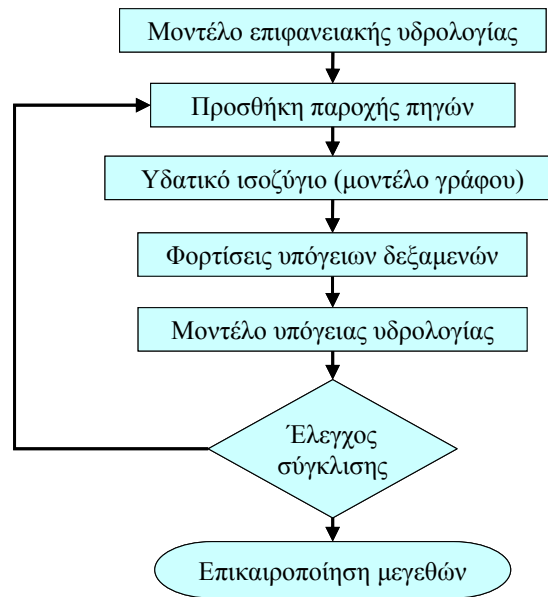 Μοντέλο επιφανειακής υδρολογίας
Προσθήκη παροχής πηγών
Υδατικό ισοζύγιο (μοντέλο γράφου)
Φορτίσεις υπόγειων δεξαμενών
Μοντέλο υπόγειας υδρολογίας
Έλεγχος
σύγκλισης
Επικαιροποίηση μεγεθών